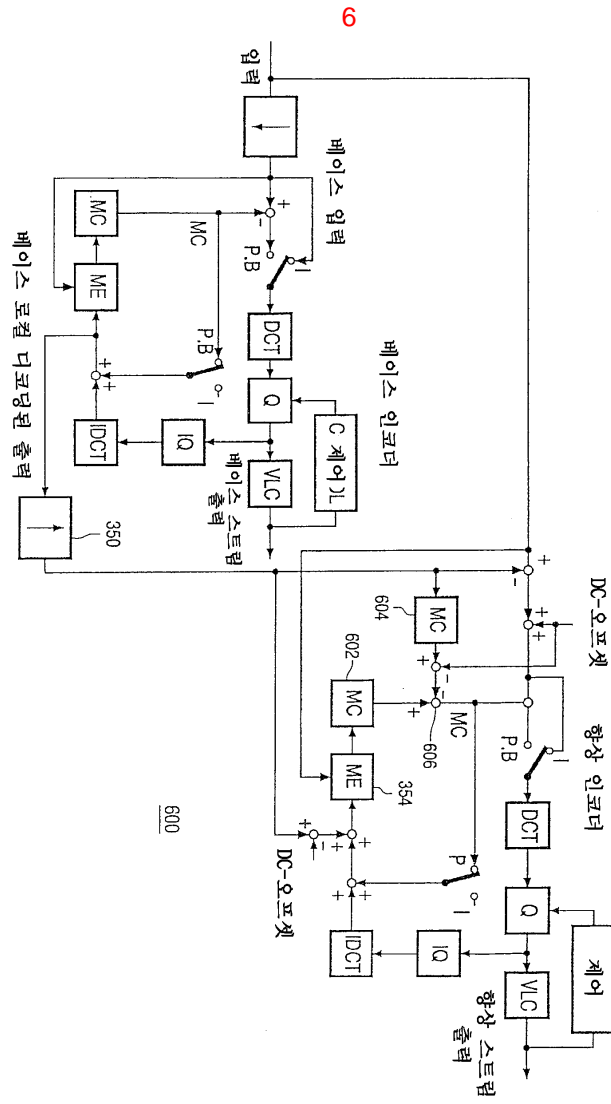 6
입력
베이스 입력
MC
ME
MC
+
-
P.B
I
DCT
Q
C 제어)L
베이스 인코더
P.B
I
+
+
IDCT
IQ
VLC
베이스 스트림
출력
베이스 로컬 디코딩된 출력
350
+
-
DC-오프셋
+
+
604
MC
+
-
-
602
MC
+
MC
606
ME
354
P.B
I
향상 인코더
DCT
Q
제어
VLC
향상 스트림
출력
P
I
IQ
IDCT
+
+
+
+
+
-
DC-오프셋
600